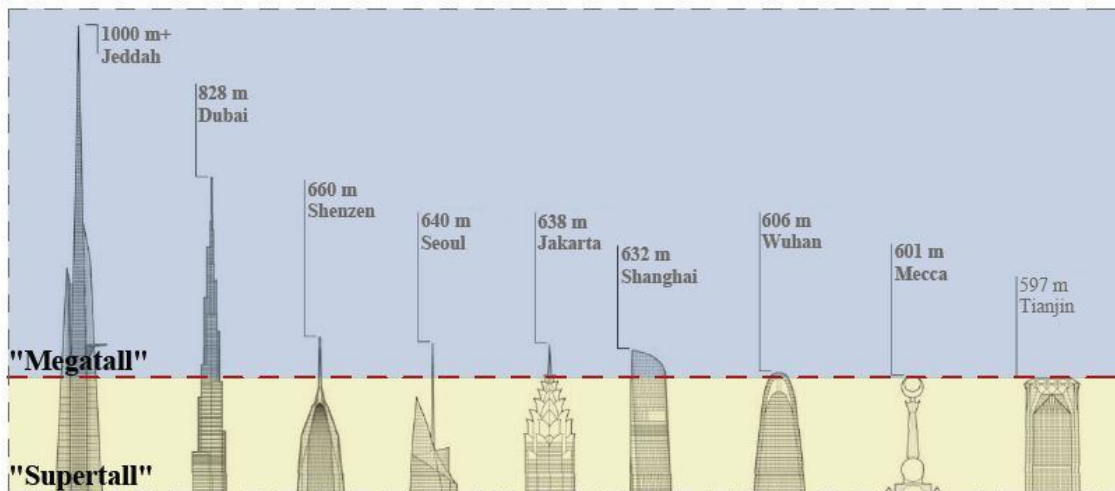 1000 m+
Jeddah
828 m
Dubai
660 m
Shenzen
640 m
Seoul
638 m
Jakarta
632 m
Shanghai
606 m
Wuhan
601 m
Mecca
597 m
Tianjin
"Megatall"
"Supertall"